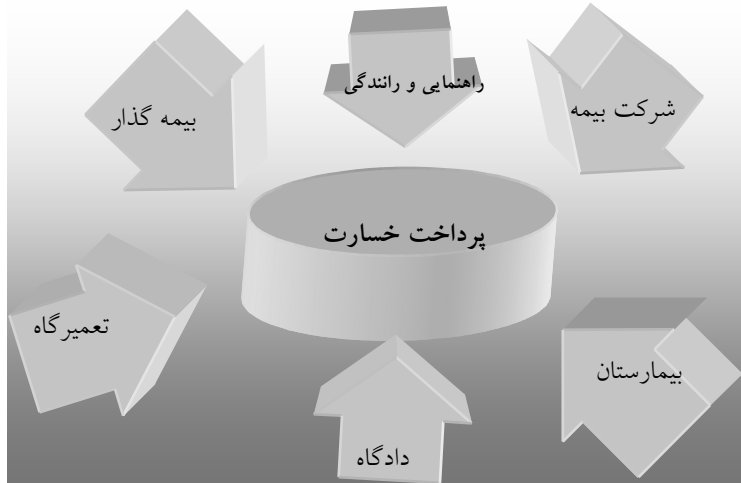 راهنمایی و رانندگی
شرکت بیمه
بیمه گذار
پرداخت خسارت
تعمیرگاه
بیمارستان
دادگاه